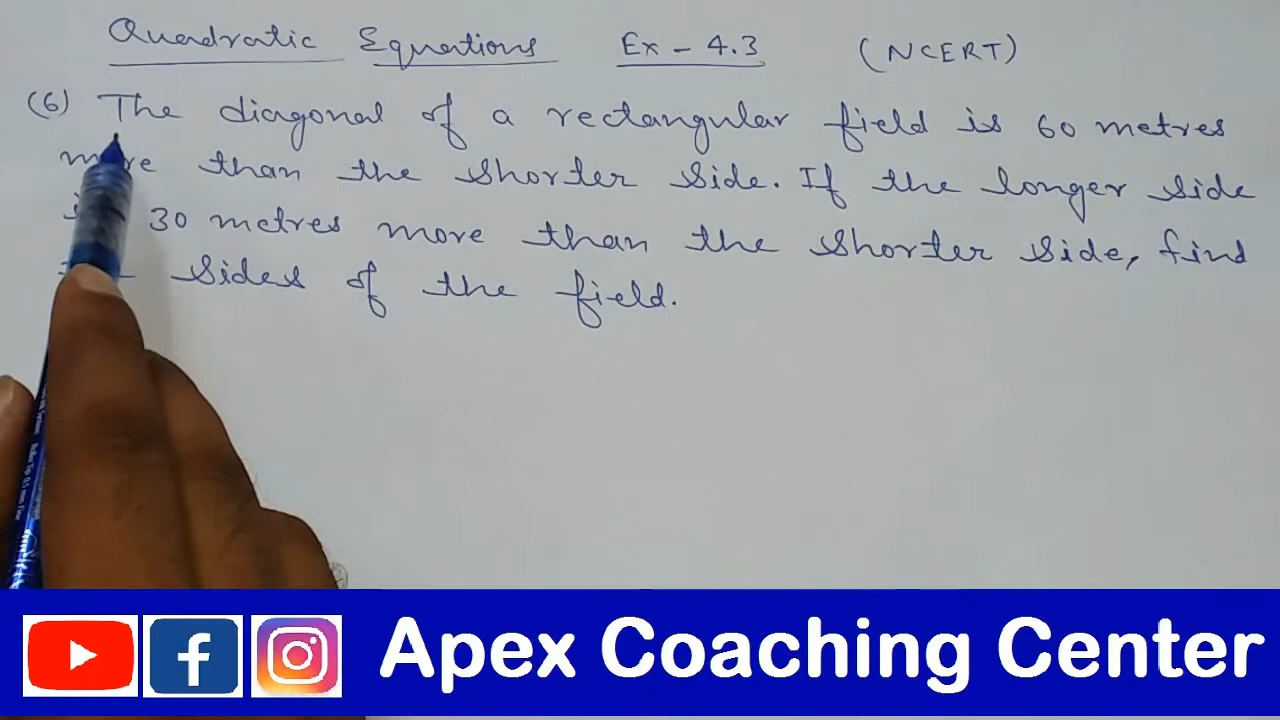 Quadratic Equations Ex - 4.3 (NCERT)
(6) The diagonal of a rectangular field is 60 metres
more than the shorter side. If the longer side
30 metres more than the shorter side, find
sides of the field.
Apex Coaching Center